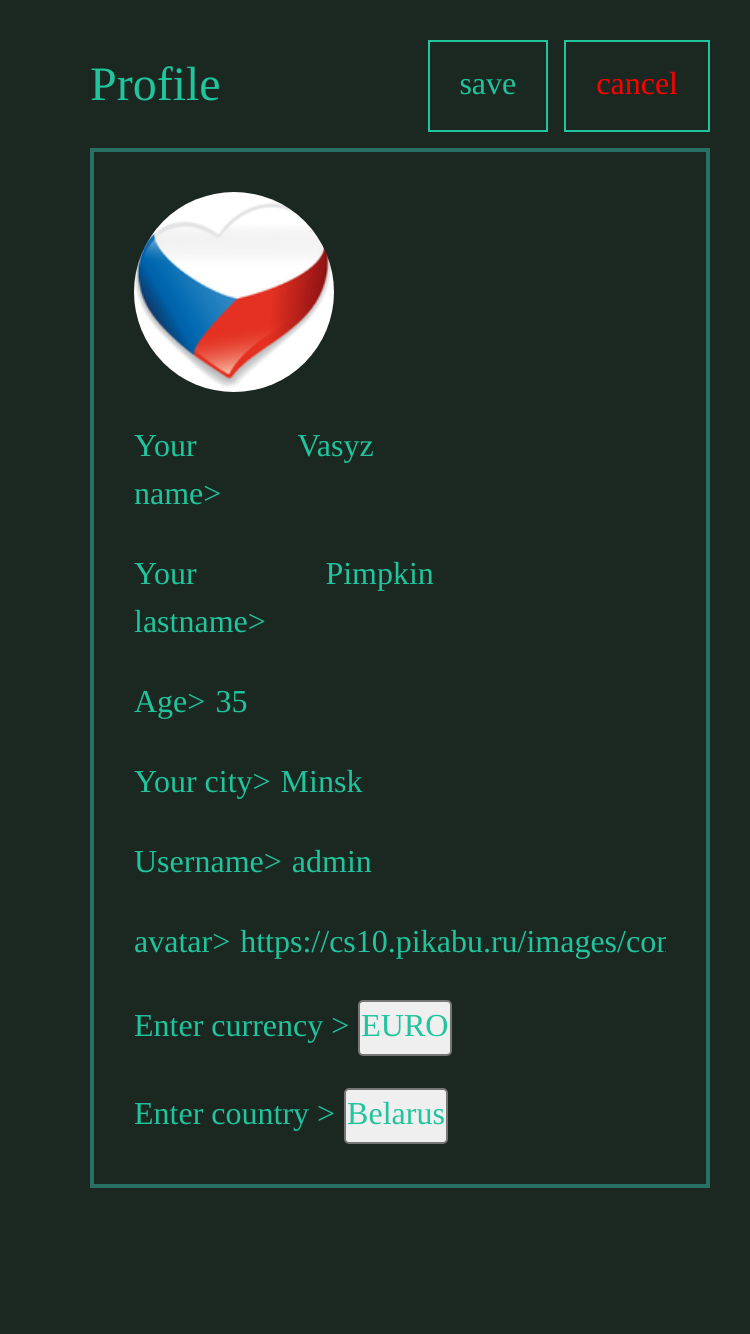 Profile
save
cancel
Your name> Vasyz
Your lastname> Pimpkin
Age> 35
Your city> Minsk
Username> admin
avatar> https://cs10.pikabu.ru/images/cor
Enter currency > EURO
Enter country > Belarus